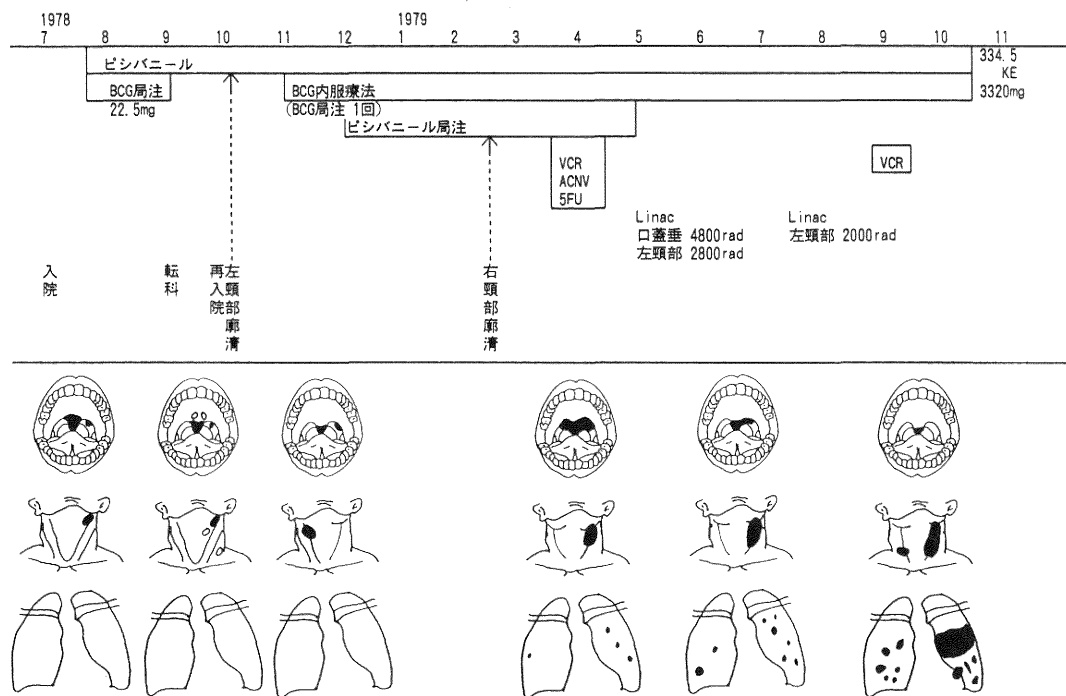 1978
1979
7 8 9 10 11 12 1 2 3 4 5 6 7 8 9 10 11
ピシバニール
334.5
KE
BCG局注
22.5mg
BCG内服療法
(BCG局注 1回)
3320mg
ピシバニール局注
VCR
ACNV
5FU
VCR
Linac
口蓋垂 4800rad
左頸部 2800rad
Linac
左頸部 2000rad
入院
転科
再入院
左頸部廓清
右頸部廓清